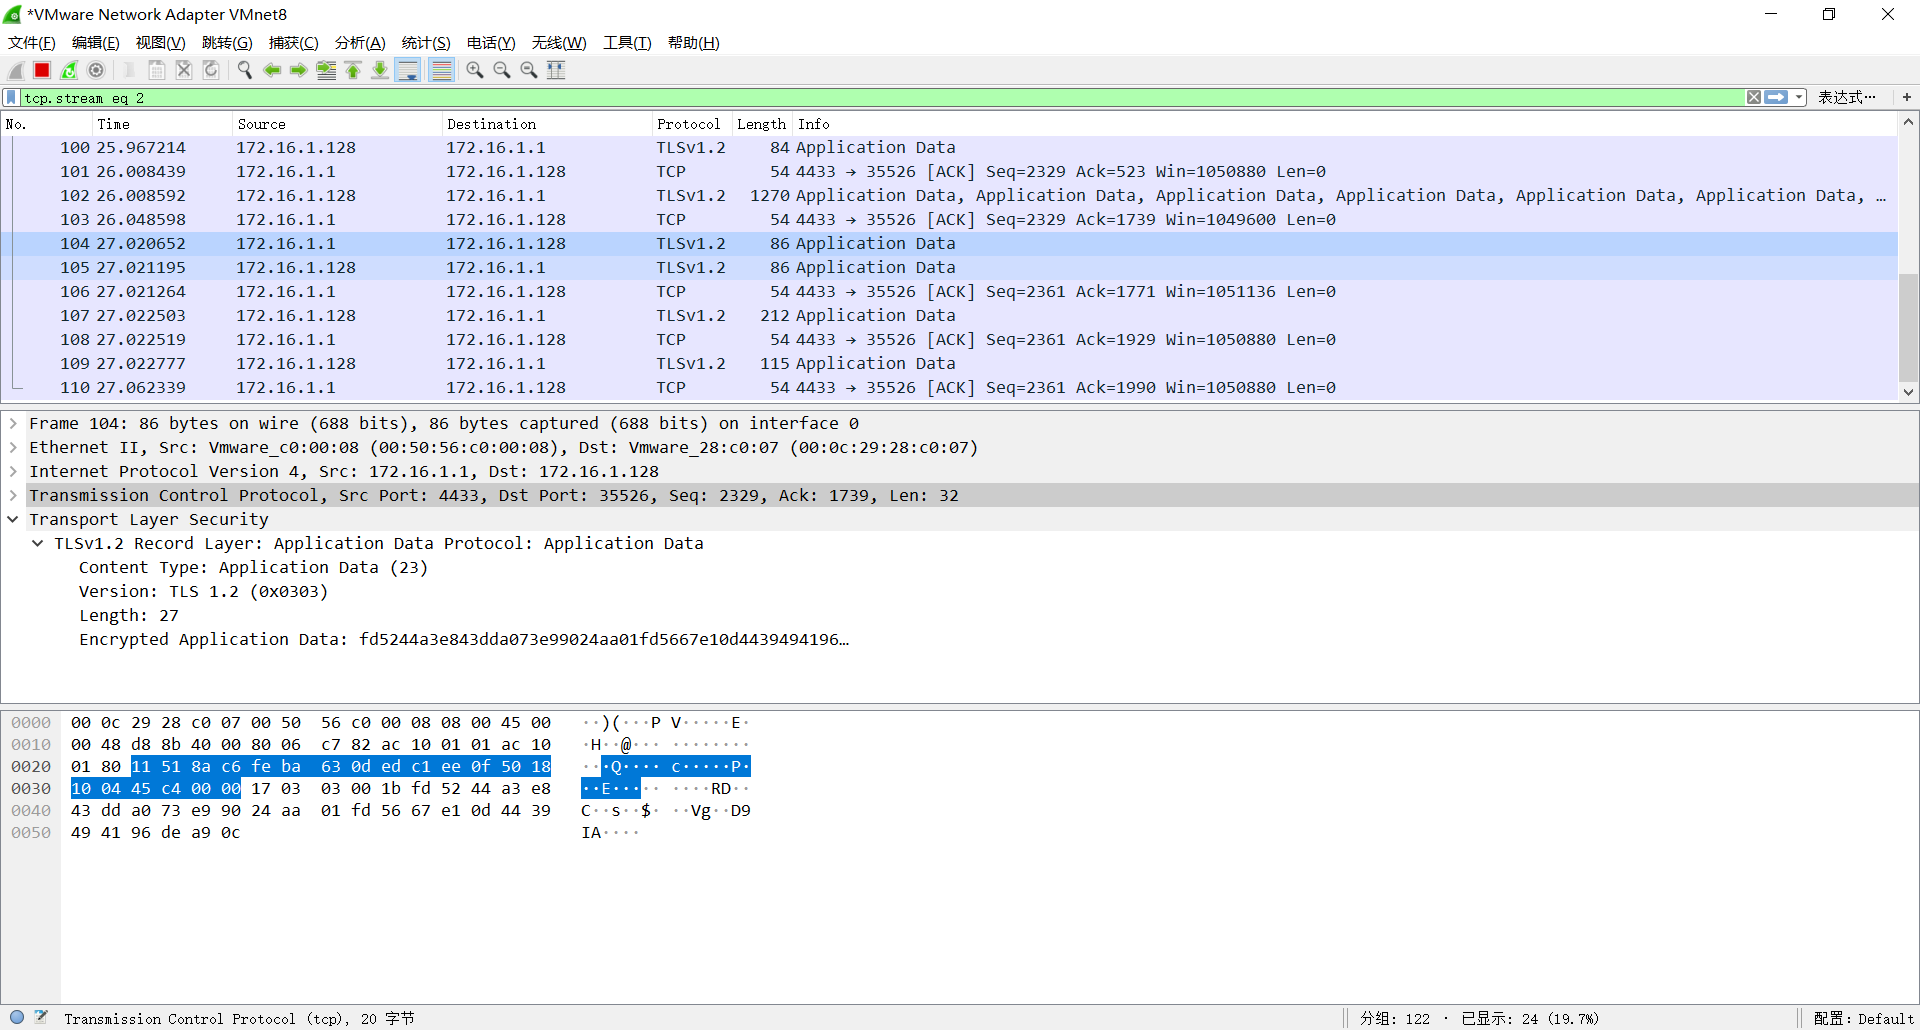 *VMware Network Adapter VMnet8
文件(F) 编辑(E) 视图(V) 跳转(G) 捕获(C) 分析(A) 统计(S) 电话(Y) 无线(W) 工具(T) 帮助(H)
tcp.stream eq 2 表达式… +
No. Time Source Destination Protocol Length Info
100 25.967214 172.16.1.128 172.16.1.1 TLSv1.2 84 Application Data
101 26.008439 172.16.1.1 172.16.1.128 TCP 54 4433 → 35526 [ACK] Seq=2329 Ack=523 Win=1050880 Len=0
102 26.008592 172.16.1.128 172.16.1.1 TLSv1.2 1270 Application Data, Application Data, Application Data, Application Data, Application Data, Application Data, …
103 26.048598 172.16.1.1 172.16.1.128 TCP 54 4433 → 35526 [ACK] Seq=2329 Ack=1739 Win=1049600 Len=0
104 27.020652 172.16.1.1 172.16.1.128 TLSv1.2 86 Application Data
105 27.021195 172.16.1.128 172.16.1.1 TLSv1.2 86 Application Data
106 27.021264 172.16.1.1 172.16.1.128 TCP 54 4433 → 35526 [ACK] Seq=2361 Ack=1771 Win=1051136 Len=0
107 27.022503 172.16.1.128 172.16.1.1 TLSv1.2 212 Application Data
108 27.022519 172.16.1.1 172.16.1.128 TCP 54 4433 → 35526 [ACK] Seq=2361 Ack=1929 Win=1050880 Len=0
109 27.022777 172.16.1.128 172.16.1.1 TLSv1.2 115 Application Data
110 27.062339 172.16.1.1 172.16.1.128 TCP 54 4433 → 35526 [ACK] Seq=2361 Ack=1990 Win=1050880 Len=0
Frame 104: 86 bytes on wire (688 bits), 86 bytes captured (688 bits) on interface 0
Ethernet II, Src: Vmware_c0:00:08 (00:50:56:c0:00:08), Dst: Vmware_28:c0:07 (00:0c:29:28:c0:07)
Internet Protocol Version 4, Src: 172.16.1.1, Dst: 172.16.1.128
Transmission Control Protocol, Src Port: 4433, Dst Port: 35526, Seq: 2329, Ack: 1739, Len: 32
Transport Layer Security
TLSv1.2 Record Layer: Application Data Protocol: Application Data
Content Type: Application Data (23)
Version: TLS 1.2 (0x0303)
Length: 27
Encrypted Application Data: fd5244a3e843dda073e99024aa01fd5667e10d4439494196…
0000 00 0c 29 28 c0 07 00 50 56 c0 00 08 08 00 45 00 ··)(···P V·····E·
0010 00 48 d8 8b 40 00 80 06 c7 82 ac 10 01 01 ac 10 ·H··@··· ········
0020 01 80 11 51 8a c6 fe ba 63 0d ed c1 ee 0f 50 18 ···Q···· c·····P·
0030 10 04 45 c4 00 00 17 03 03 00 1b fd 52 44 a3 e8 ··E····· ····RD··
0040 43 dd a0 73 e9 90 24 aa 01 fd 56 67 e1 0d 44 39 C··s··$· ··Vg··D9
0050 49 41 96 de a9 0c IA····
Transmission Control Protocol (tcp), 20 字节 分组: 122 · 已显示: 24 (19.7%) 配置: Default